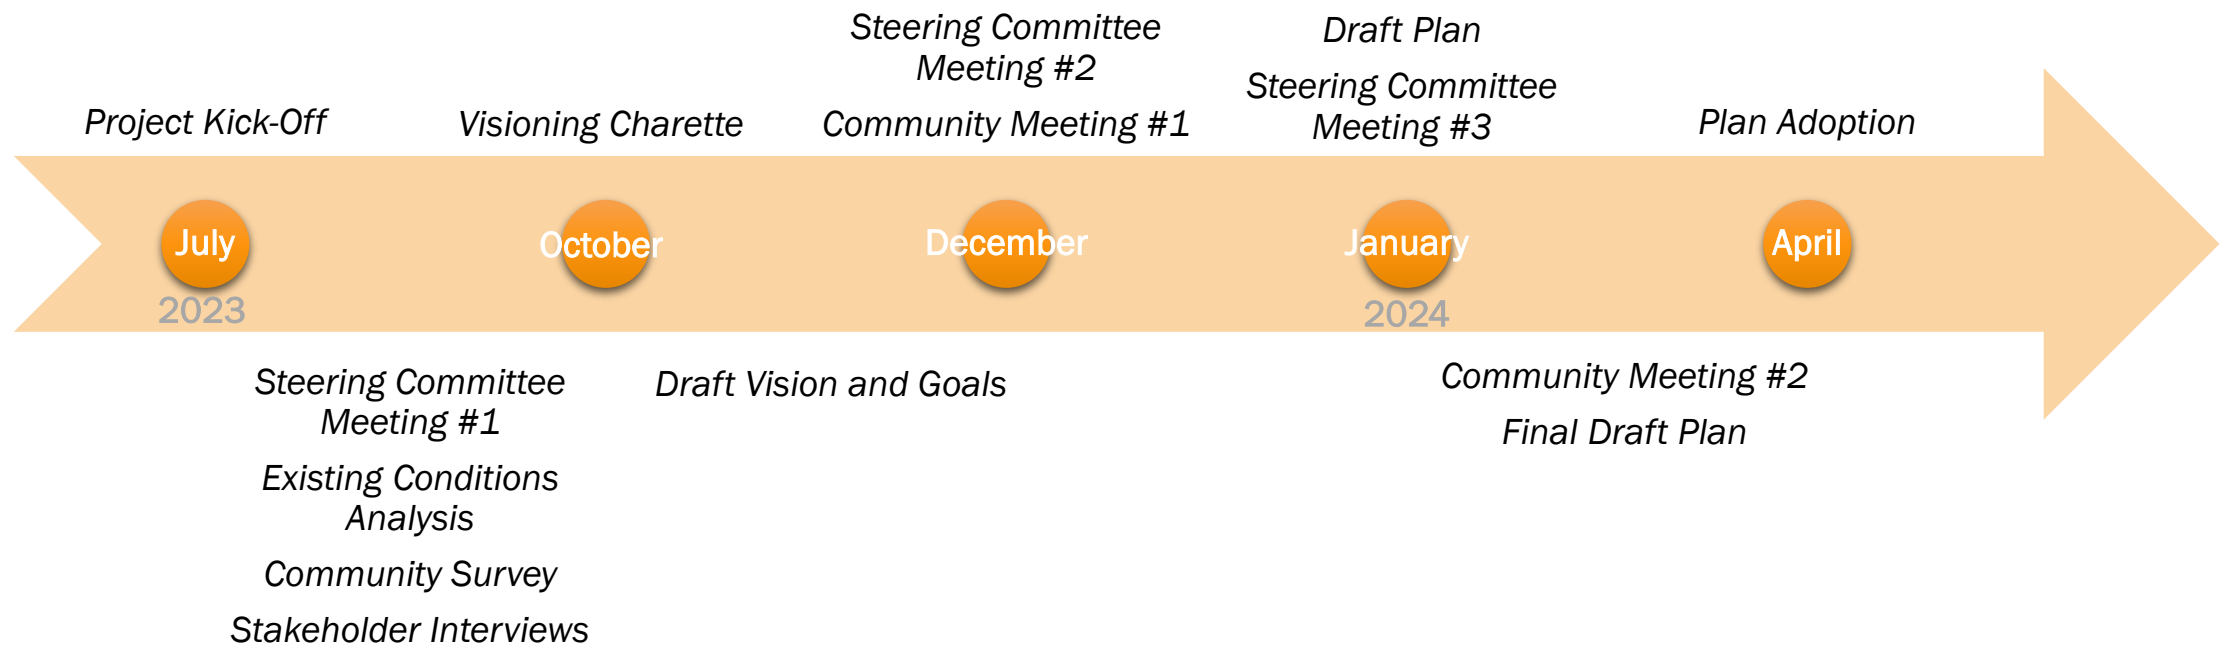 Project Kick-Off
Visioning Charette
Steering Committee
Meeting #2
Community Meeting #1
Draft Plan
Steering Committee
Meeting #3
Plan Adoption
July
October
December
January
April
2023
2024
Steering Committee
Meeting #1
Existing Conditions
Analysis
Community Survey
Stakeholder Interviews
Draft Vision and Goals
Community Meeting #2
Final Draft Plan